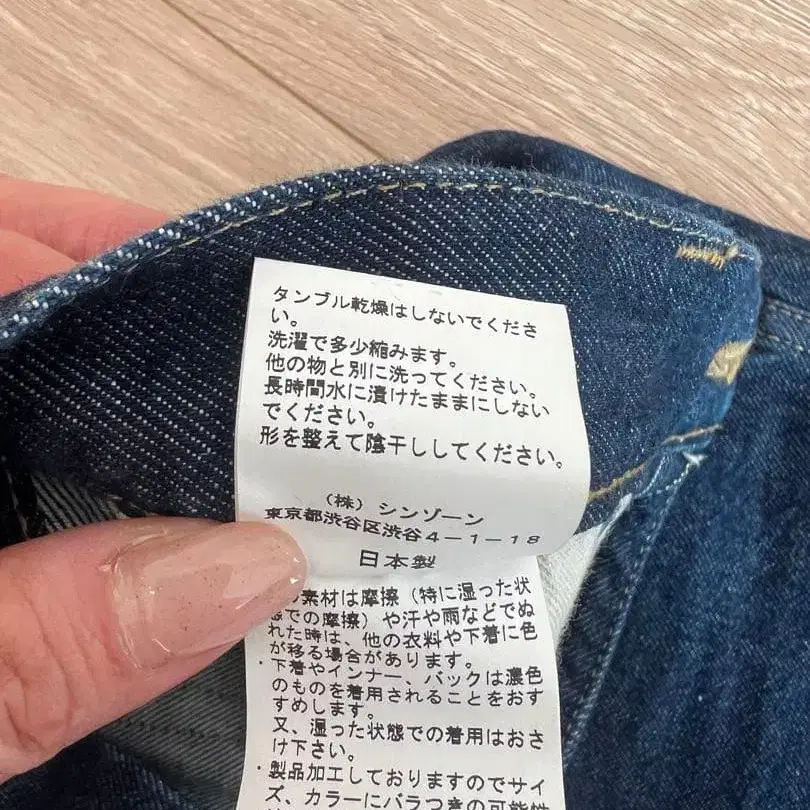 タンブル乾燥はしないでくださ
い。
洗濯で多少縮みます。
他の物と別に洗ってください。
長時間水に漬けたままにしない
でください。
形を整えて陰干ししてください。
（株）シンゾーン
東京都渋谷区渋谷４－１－１８
日本製
素材は摩擦（特に湿った状
態での摩擦）や汗や雨などでぬ
れた時は、他の衣料や下着に色
が移る場合があります。
・下着やインナー、バックは濃色
のものを着用されることをおす
すめします。
又、湿った状態での着用はおさ
け下さい。
・製品加工しておりますのでサイ
ズ、カラーにバラつきの可能性